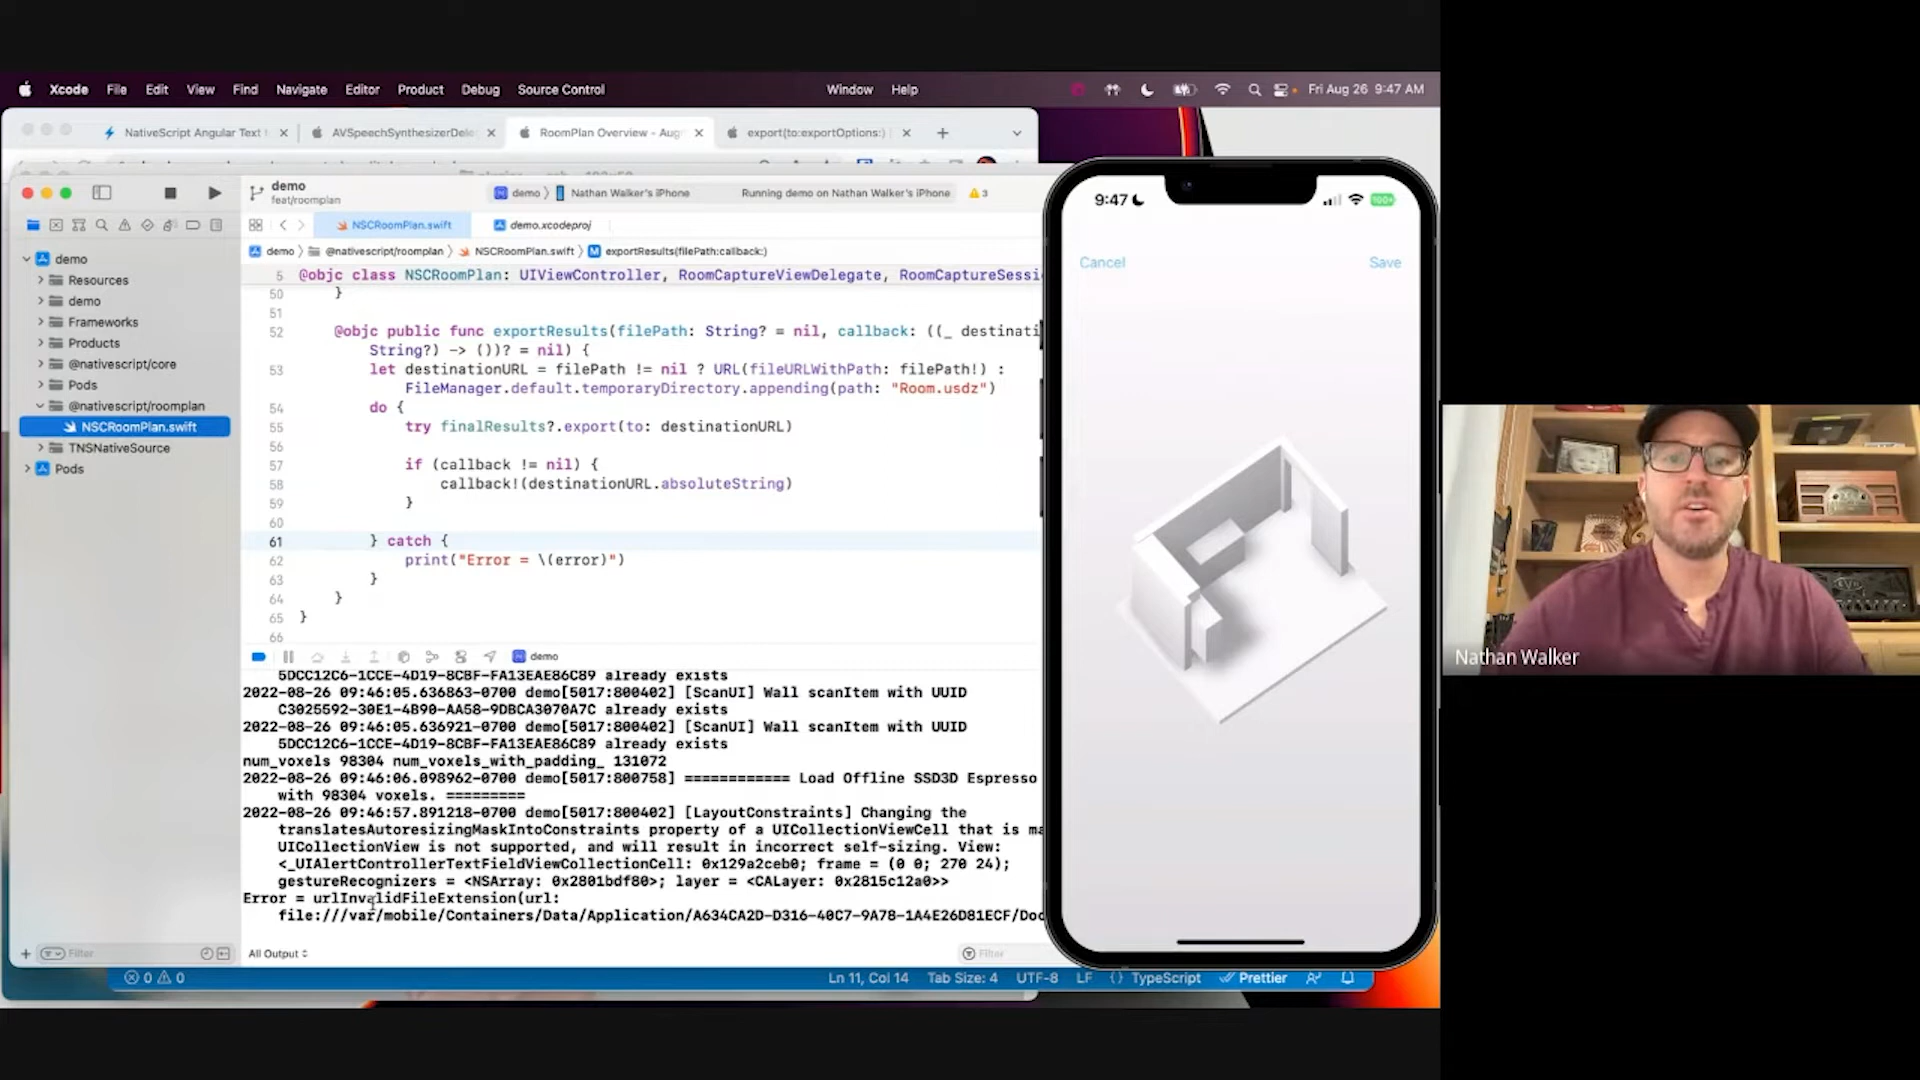 Xcode File Edit View Find Navigate Editor Product Debug Source Control Window Help Fri Aug 26 9:47 AM
NativeScript Angular Text AVSpeechSynthesizerDele RoomPlan Overview - Aug export(to:exportOptions:)
demo
feat/roomplan
demo Nathan Walker's iPhone Running demo on Nathan Walker's iPhone 3
NSCRoomPlan.swift demo.xcodeproj
demo @nativescript/roomplan NSCRoomPlan.swift exportResults(filePath:callback:)
demo
Resources
demo
Frameworks
Products
@nativescript/core
Pods
@nativescript/roomplan
NSCRoomPlan.swift
TNSNativeSource
Pods
Filter
5 @objc class NSCRoomPlan: UIViewController, RoomCaptureViewDelegate, RoomCaptureSessi
50 }
51
52 @objc public func exportResults(filePath: String? = nil, callback: ((_ destinati
String?) -> ())? = nil) {
53 let destinationURL = filePath != nil ? URL(fileURLWithPath: filePath!) :
FileManager.default.temporaryDirectory.appending(path: "Room.usdz")
54 do {
55 try finalResults?.export(to: destinationURL)
56
57 if (callback != nil) {
58 callback!(destinationURL.absoluteString)
59 }
60
61 } catch {
62 print("Error = \(error)")
63 }
64 }
65 }
66
demo
5DCC12C6-1CCE-4D19-8CBF-FA13EAE86C89 already exists
2022-08-26 09:46:05.636863-0700 demo[5017:800402] [ScanUI] Wall scanItem with UUID
C3025592-30E1-4B90-AA58-9DBCA3070A7C already exists
2022-08-26 09:46:05.636921-0700 demo[5017:800402] [ScanUI] Wall scanItem with UUID
5DCC12C6-1CCE-4D19-8CBF-FA13EAE86C89 already exists
num_voxels 98304 num_voxels_with_padding_ 131072
2022-08-26 09:46:06.098962-0700 demo[5017:800758] ============ Load Offline SSD3D Espresso
with 98304 voxels. =========
2022-08-26 09:46:57.891218-0700 demo[5017:800402] [LayoutConstraints] Changing the
translatesAutoresizingMaskIntoConstraints property of a UICollectionViewCell that is ma
UICollectionView is not supported, and will result in incorrect self-sizing. View:
<_UIAlertControllerTextFieldViewCollectionCell: 0x129a2ceb0; frame = (0 0; 270 24);
gestureRecognizers = <NSArray: 0x2801bdf80>; layer = <CALayer: 0x2815c12a0>>
Error = urlInvalidFileExtension(url:
file:///var/mobile/Containers/Data/Application/A634CA2D-D316-40C7-9A78-1A4E26D81ECF/Doc
All Output Filter
0 0 Ln 11, Col 14 Tab Size: 4 UTF-8 LF {} TypeScript Prettier
9:47 100+
Cancel Save
Nathan Walker